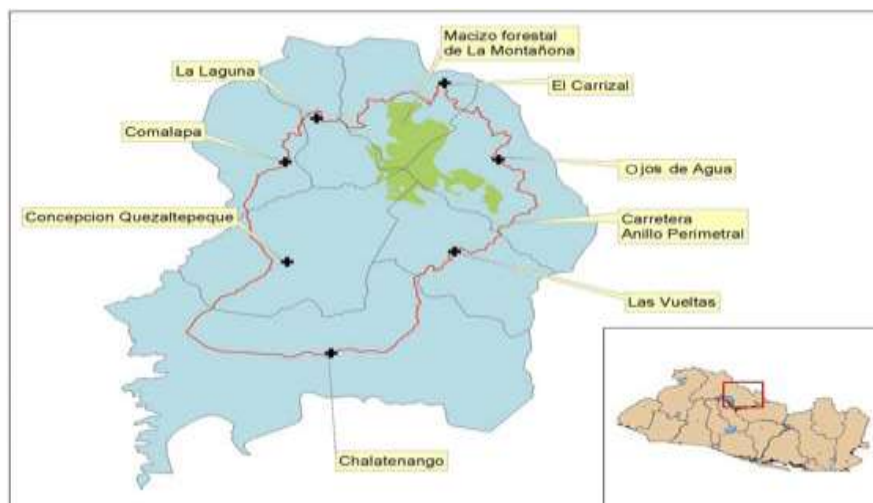 Macizo forestal
de La Montañona
La Laguna
El Carrizal
Comalapa
Ojos de Agua
Concepcion Quezaltepeque
Carretera
Anillo Perimetral
Las Vueltas
Chalatenango